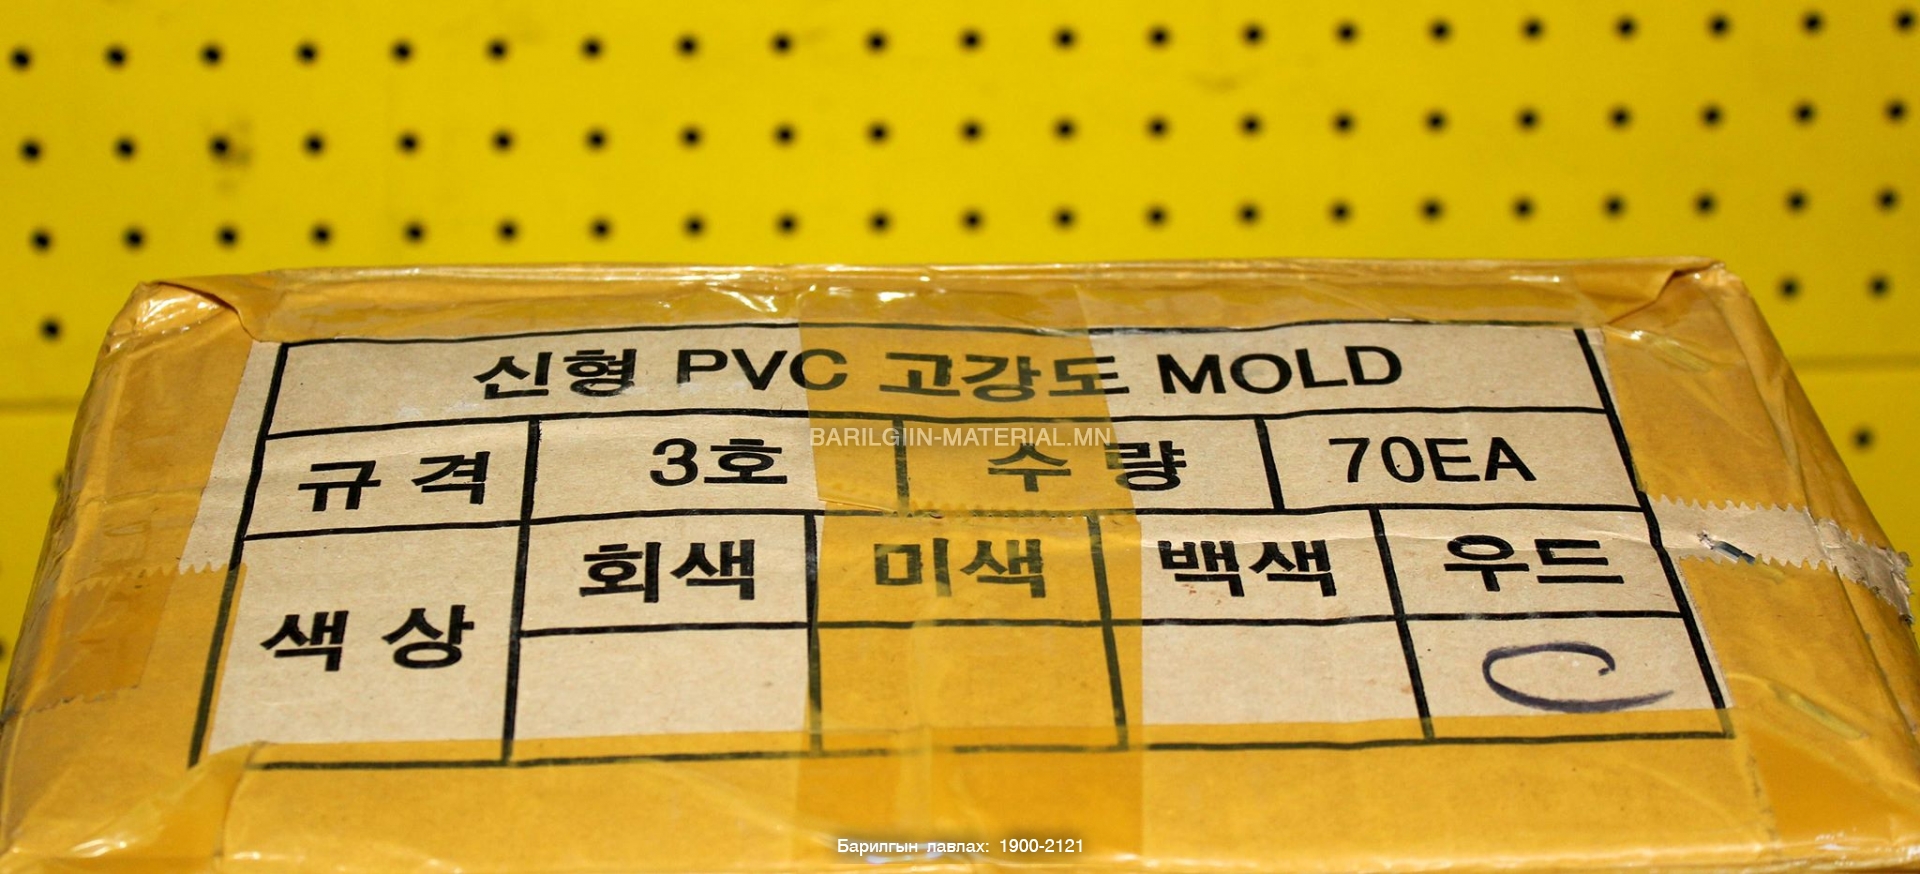 신형 PVC 고강도 MOLD
BARILGIIN-MATERIAL.MN
규격 3호 수량 70EA
회색 미색 백색 우드
색상
Барилгын лавлах: 1900-2121